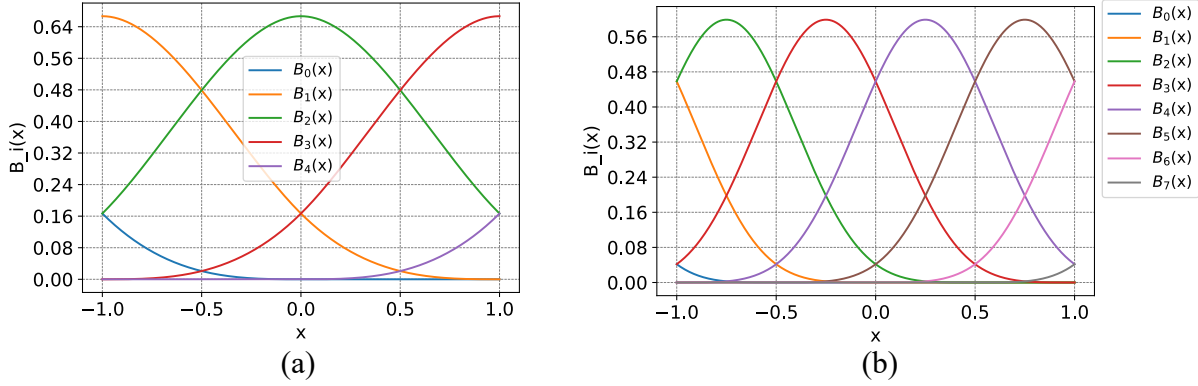 0.64
0.56
0.48
0.40
0.32
0.24
0.16
0.08
0.00
B_i(x)
B₀(x)
B₁(x)
B₂(x)
B₃(x)
B₄(x)
−1.0
−0.5
0.0
0.5
1.0
x
(a)
0.56
0.48
0.40
0.32
0.24
0.16
0.08
0.00
B_i(x)
−1.0
−0.5
0.0
0.5
1.0
x
(b)
B₀(x)
B₁(x)
B₂(x)
B₃(x)
B₄(x)
B₅(x)
B₆(x)
B₇(x)